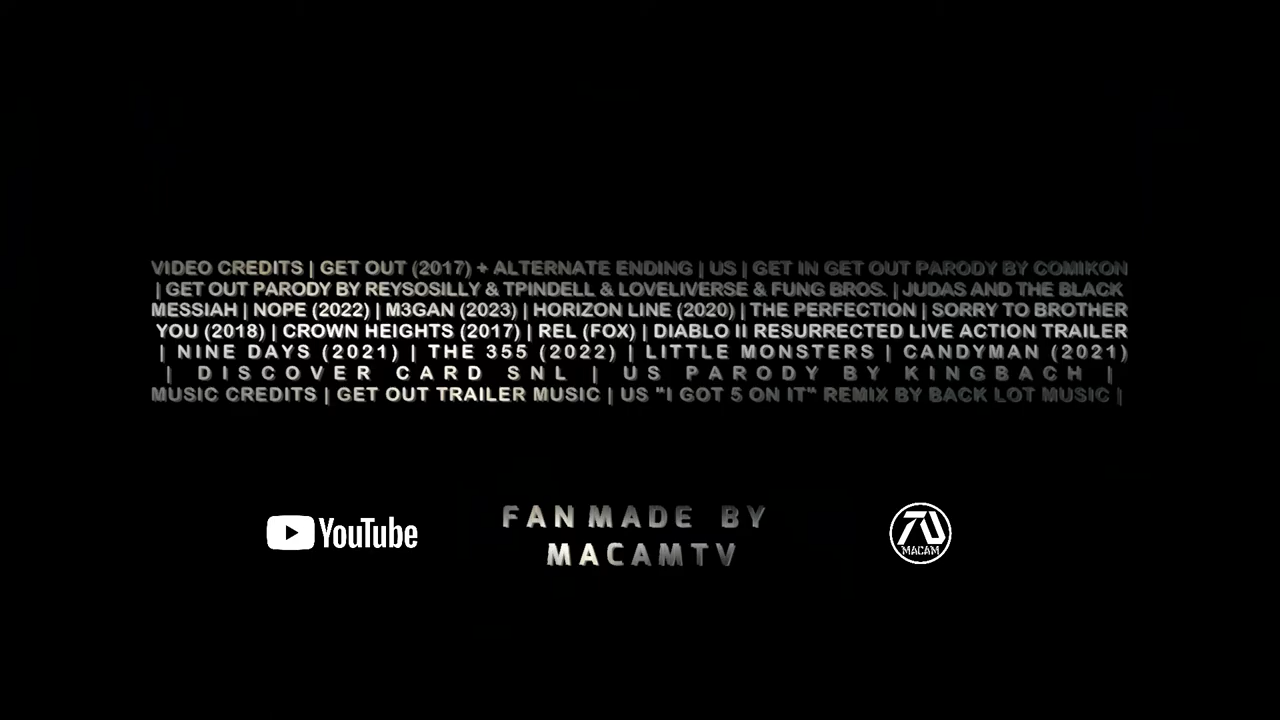 VIDEO CREDITS | GET OUT (2017) + ALTERNATE ENDING | US | GET IN GET OUT PARODY BY COMIKON
| GET OUT PARODY BY REYSOSILLY & TPINDELL & LOVELIVERSE & FUNG BROS. | JUDAS AND THE BLACK
MESSIAH | NOPE (2022) | M3GAN (2023) | HORIZON LINE (2020) | THE PERFECTION | SORRY TO BROTHER
YOU (2018) | CROWN HEIGHTS (2017) | REL (FOX) | DIABLO II RESURRECTED LIVE ACTION TRAILER
| NINE DAYS (2021) | THE 355 (2022) | LITTLE MONSTERS | CANDYMAN (2021)
| DISCOVER CARD SNL | US PARODY BY KINGBACH |
MUSIC CREDITS | GET OUT TRAILER MUSIC | US "I GOT 5 ON IT" REMIX BY BACK LOT MUSIC |
YouTube
FANMADE BY
MACAMTV
MACAM